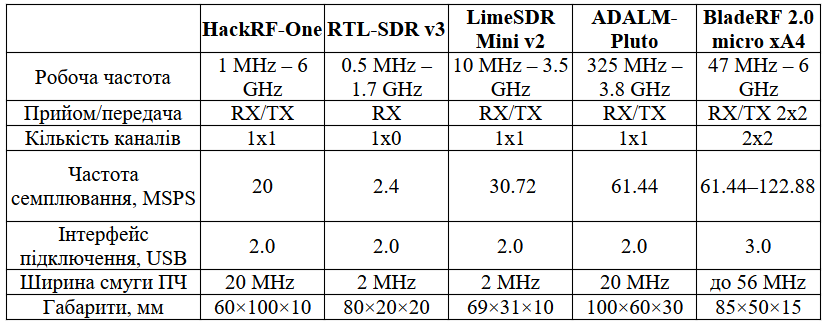 HackRF-One RTL-SDR v3 LimeSDR Mini v2 ADALM-Pluto BladeRF 2.0 micro xA4
Робоча частота 1 MHz – 6 GHz 0.5 MHz – 1.7 GHz 10 MHz – 3.5 GHz 325 MHz – 3.8 GHz 47 MHz – 6 GHz
Прийом/передача RX/TX RX RX/TX RX/TX RX/TX 2x2
Кількість каналів 1x1 1x0 1x1 1x1 2x2
Частота семплювання, MSPS 20 2.4 30.72 61.44 61.44–122.88
Інтерфейс підключення, USB 2.0 2.0 2.0 2.0 3.0
Ширина смуги ПЧ 20 MHz 2 MHz 2 MHz 20 MHz до 56 MHz
Габарити, мм 60×100×10 80×20×20 69×31×10 100×60×30 85×50×15